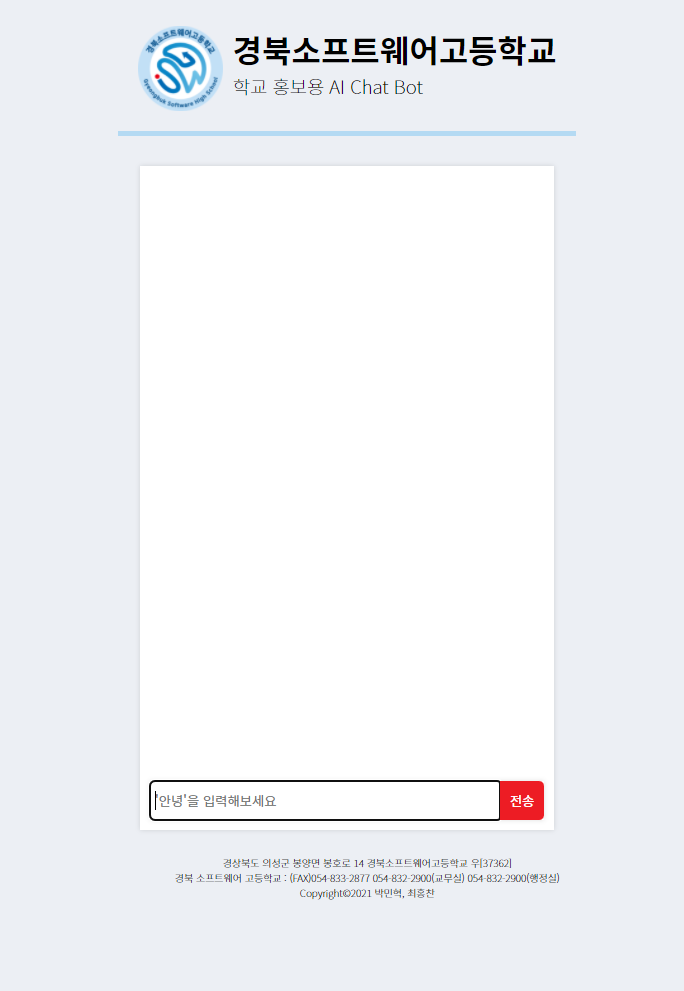 경북소프트웨어고등학교
Gyeongbuk Software High School
경북소프트웨어고등학교
학교 홍보용 AI Chat Bot
'안녕'을 입력해보세요
전송
경상북도 의성군 봉양면 봉호로 14 경북소프트웨어고등학교 우[37362]
경북 소프트웨어 고등학교 : (FAX)054-833-2877 054-832-2900(교무실) 054-832-2900(행정실)
Copyright©2021 박민혁, 최홍찬